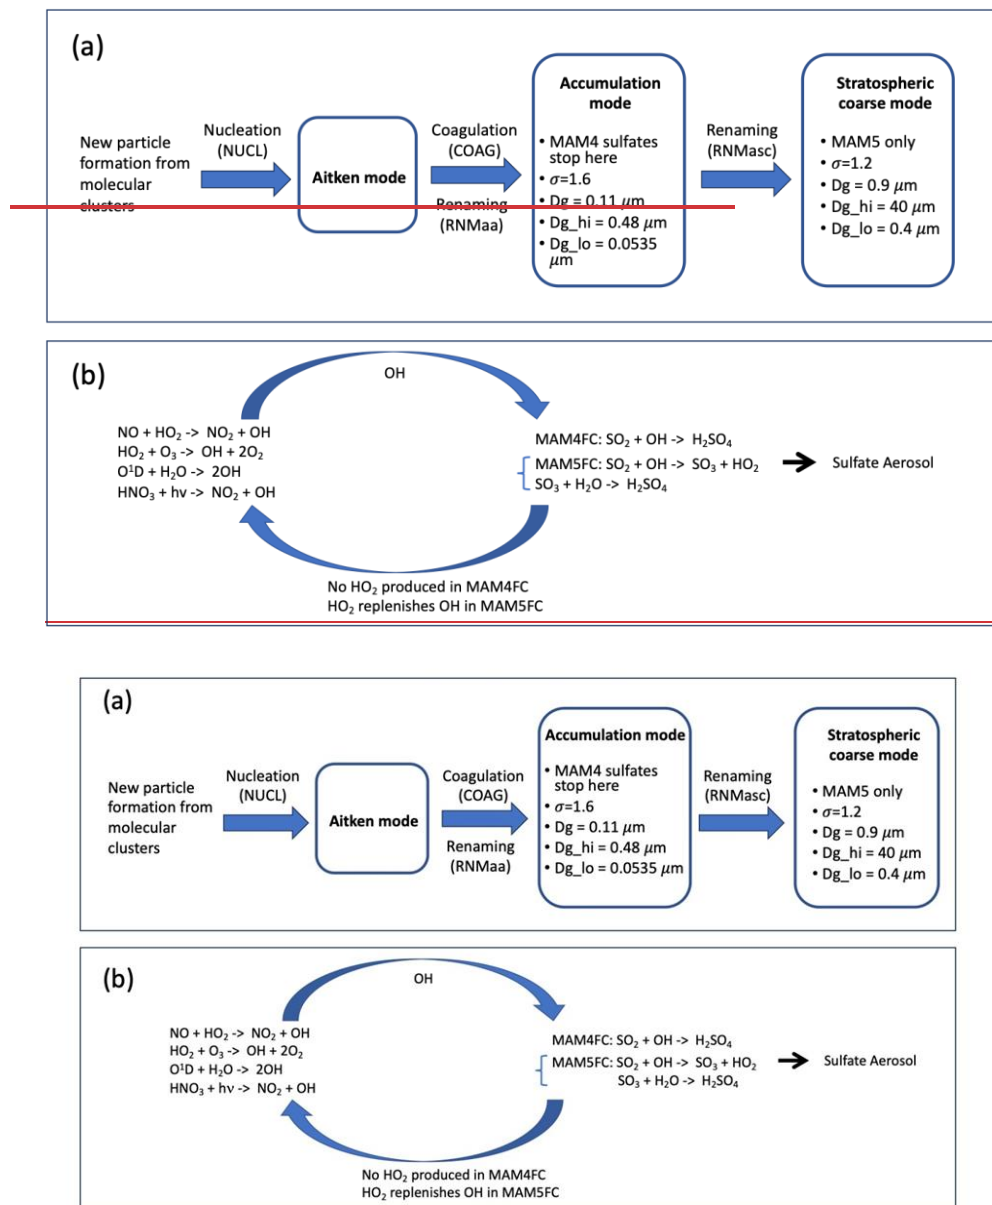 (a)
New particle
formation from
molecular
clusters
Nucleation
(NUCL)
Aitken mode
Coagulation
(COAG)
Renaming
(RNMaa)
Accumulation
mode
• MAM4 sulfates
stop here
• σ=1.6
• Dg = 0.11 μm
• Dg_hi = 0.48 μm
• Dg_lo = 0.0535
μm
Renaming
(RNMasc)
Stratospheric
coarse mode
• MAM5 only
• σ=1.2
• Dg = 0.9 μm
• Dg_hi = 40 μm
• Dg_lo = 0.4 μm
(b)
OH
NO + HO₂ -> NO₂ + OH
HO₂ + O₃ -> OH + 2O₂
O¹D + H₂O -> 2OH
HNO₃ + hν -> NO₂ + OH
MAM4FC: SO₂ + OH -> H₂SO₄
MAM5FC: SO₂ + OH -> SO₃ + HO₂
SO₃ + H₂O -> H₂SO₄
Sulfate Aerosol
No HO₂ produced in MAM4FC
HO₂ replenishes OH in MAM5FC
(a)
New particle
formation from
molecular
clusters
Nucleation
(NUCL)
Aitken mode
Coagulation
(COAG)
Renaming
(RNMaa)
Accumulation mode
• MAM4 sulfates
stop here
• σ=1.6
• Dg = 0.11 μm
• Dg_hi = 0.48 μm
• Dg_lo = 0.0535 μm
Renaming
(RNMasc)
Stratospheric
coarse mode
• MAM5 only
• σ=1.2
• Dg = 0.9 μm
• Dg_hi = 40 μm
• Dg_lo = 0.4 μm
(b)
OH
NO + HO₂ -> NO₂ + OH
HO₂ + O₃ -> OH + 2O₂
O¹D + H₂O -> 2OH
HNO₃ + hν -> NO₂ + OH
MAM4FC: SO₂ + OH -> H₂SO₄
MAM5FC: SO₂ + OH -> SO₃ + HO₂
SO₃ + H₂O -> H₂SO₄
Sulfate Aerosol
No HO₂ produced in MAM4FC
HO₂ replenishes OH in MAM5FC